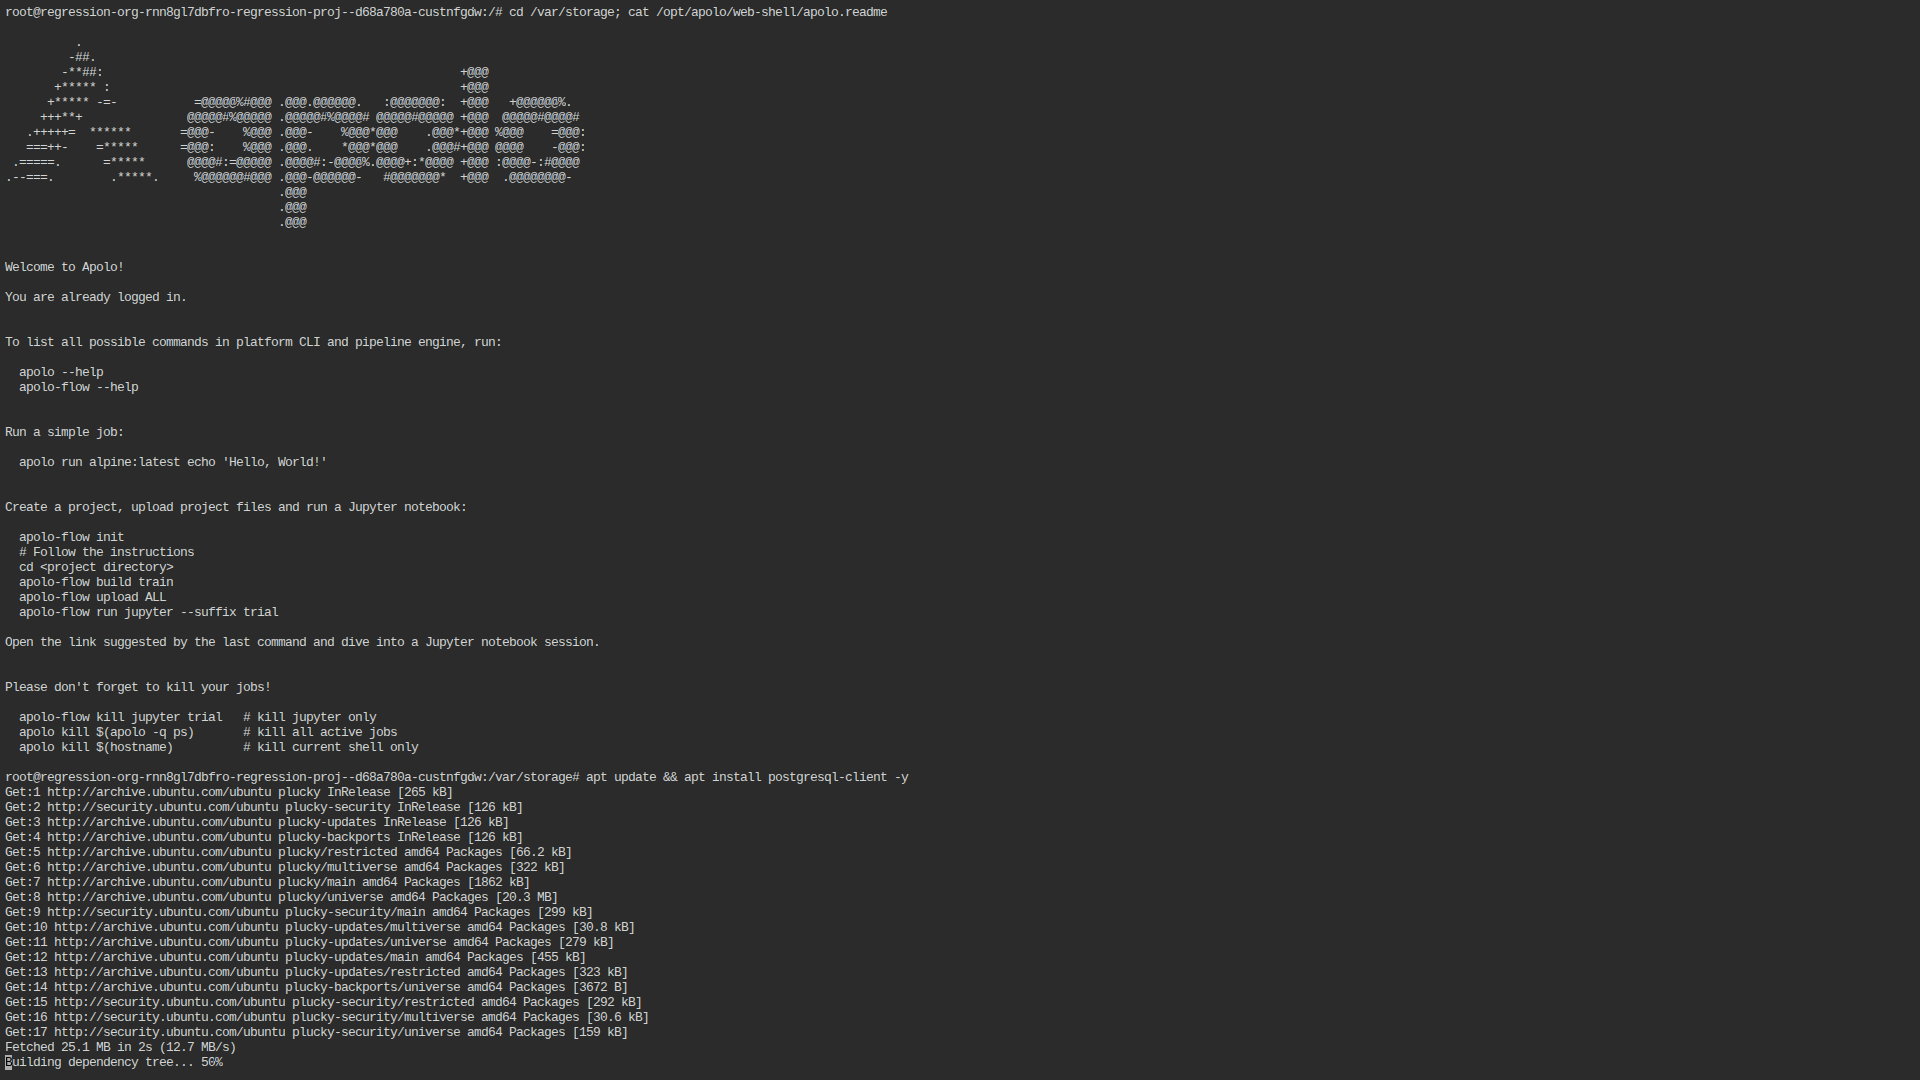 root@regression-org-rnn8gl7dbfro-regression-proj--d68a780a-custnfgdw:/# cd /var/storage; cat /opt/apolo/web-shell/apolo.readme
          .
         -##.
        -**##:                                                   +@@@
       +***** :                                                  +@@@
      +***** -=-           =@@@@@%#@@@ .@@@.@@@@@@.   :@@@@@@@:  +@@@   +@@@@@@%.
     +++**+               @@@@@#%@@@@@ .@@@@@#%@@@@# @@@@@#@@@@@ +@@@  @@@@@#@@@@#
   .+++++=  ******       =@@@-    %@@@ .@@@-    %@@@*@@@    .@@@*+@@@ %@@@    =@@@:
   ===++-    =*****      =@@@:    %@@@ .@@@.    *@@@*@@@    .@@@#+@@@ @@@@    -@@@:
 .=====.      =*****      @@@@#:=@@@@@ .@@@@#:-@@@@%.@@@@+:*@@@@ +@@@ :@@@@-:#@@@@
.--===.        .*****.     %@@@@@@#@@@ .@@@-@@@@@@-   #@@@@@@@*  +@@@  .@@@@@@@@-
                                       .@@@
                                       .@@@
                                       .@@@
Welcome to Apolo!
You are already logged in.
To list all possible commands in platform CLI and pipeline engine, run:
  apolo --help
  apolo-flow --help
Run a simple job:
  apolo run alpine:latest echo 'Hello, World!'
Create a project, upload project files and run a Jupyter notebook:
  apolo-flow init
  # Follow the instructions
  cd <project directory>
  apolo-flow build train
  apolo-flow upload ALL
  apolo-flow run jupyter --suffix trial
Open the link suggested by the last command and dive into a Jupyter notebook session.
Please don't forget to kill your jobs!
  apolo-flow kill jupyter trial   # kill jupyter only
  apolo kill $(apolo -q ps)       # kill all active jobs
  apolo kill $(hostname)          # kill current shell only
root@regression-org-rnn8gl7dbfro-regression-proj--d68a780a-custnfgdw:/var/storage# apt update && apt install postgresql-client -y
Get:1 http://archive.ubuntu.com/ubuntu plucky InRelease [265 kB]
Get:2 http://security.ubuntu.com/ubuntu plucky-security InRelease [126 kB]
Get:3 http://archive.ubuntu.com/ubuntu plucky-updates InRelease [126 kB]
Get:4 http://archive.ubuntu.com/ubuntu plucky-backports InRelease [126 kB]
Get:5 http://archive.ubuntu.com/ubuntu plucky/restricted amd64 Packages [66.2 kB]
Get:6 http://archive.ubuntu.com/ubuntu plucky/multiverse amd64 Packages [322 kB]
Get:7 http://archive.ubuntu.com/ubuntu plucky/main amd64 Packages [1862 kB]
Get:8 http://archive.ubuntu.com/ubuntu plucky/universe amd64 Packages [20.3 MB]
Get:9 http://security.ubuntu.com/ubuntu plucky-security/main amd64 Packages [299 kB]
Get:10 http://archive.ubuntu.com/ubuntu plucky-updates/multiverse amd64 Packages [30.8 kB]
Get:11 http://archive.ubuntu.com/ubuntu plucky-updates/universe amd64 Packages [279 kB]
Get:12 http://archive.ubuntu.com/ubuntu plucky-updates/main amd64 Packages [455 kB]
Get:13 http://archive.ubuntu.com/ubuntu plucky-updates/restricted amd64 Packages [323 kB]
Get:14 http://archive.ubuntu.com/ubuntu plucky-backports/universe amd64 Packages [3672 B]
Get:15 http://security.ubuntu.com/ubuntu plucky-security/restricted amd64 Packages [292 kB]
Get:16 http://security.ubuntu.com/ubuntu plucky-security/multiverse amd64 Packages [30.6 kB]
Get:17 http://security.ubuntu.com/ubuntu plucky-security/universe amd64 Packages [159 kB]
Fetched 25.1 MB in 2s (12.7 MB/s)
Building dependency tree... 50%